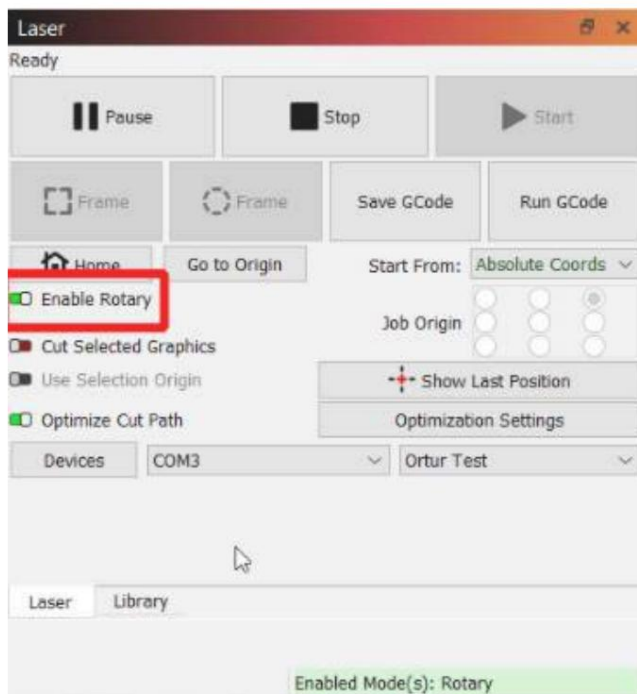 Laser
Ready
Pause Stop Start
Frame Frame Save GCode Run GCode
Home Go to Origin Start From: Absolute Coords
Enable Rotary
Job Origin
Cut Selected Graphics
Use Selection Origin Show Last Position
Optimize Cut Path Optimization Settings
Devices COM3 Ortur Test
Laser Library
Enabled Mode(s): Rotary